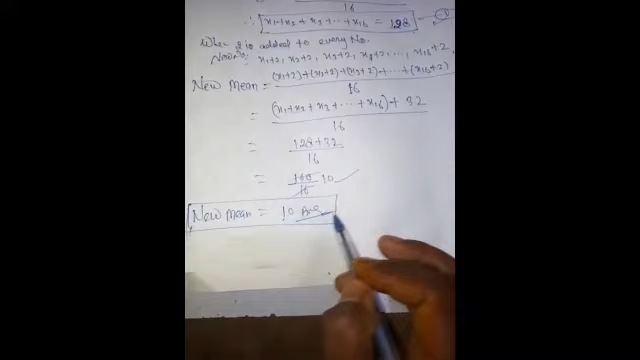 16
∴ x₁+x₂+x₃+⋯+x₁₆ = 128 —①
When 2 is added to every No.
x₁+2, x₂+2, x₃+2, x₄+2, ..., x₁₆+2,
New Mean = (x₁+2)+(x₂+2)+(x₃+2)+⋯+(x₁₆+2)
16
= (x₁+x₂+x₃+⋯+x₁₆)+32
16
= 128+32
16
= 160 10
16
New mean = 10 Ans